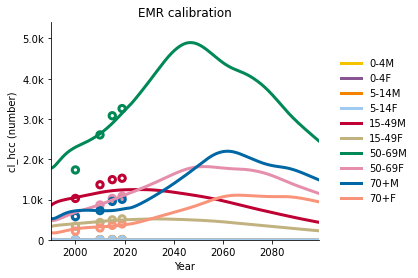 EMR calibration
cl_hcc (number)
5.0k
4.0k
3.0k
2.0k
1.0k
0
2000
2020
2040
2060
2080
Year
0-4M
0-4F
5-14M
5-14F
15-49M
15-49F
50-69M
50-69F
70+M
70+F